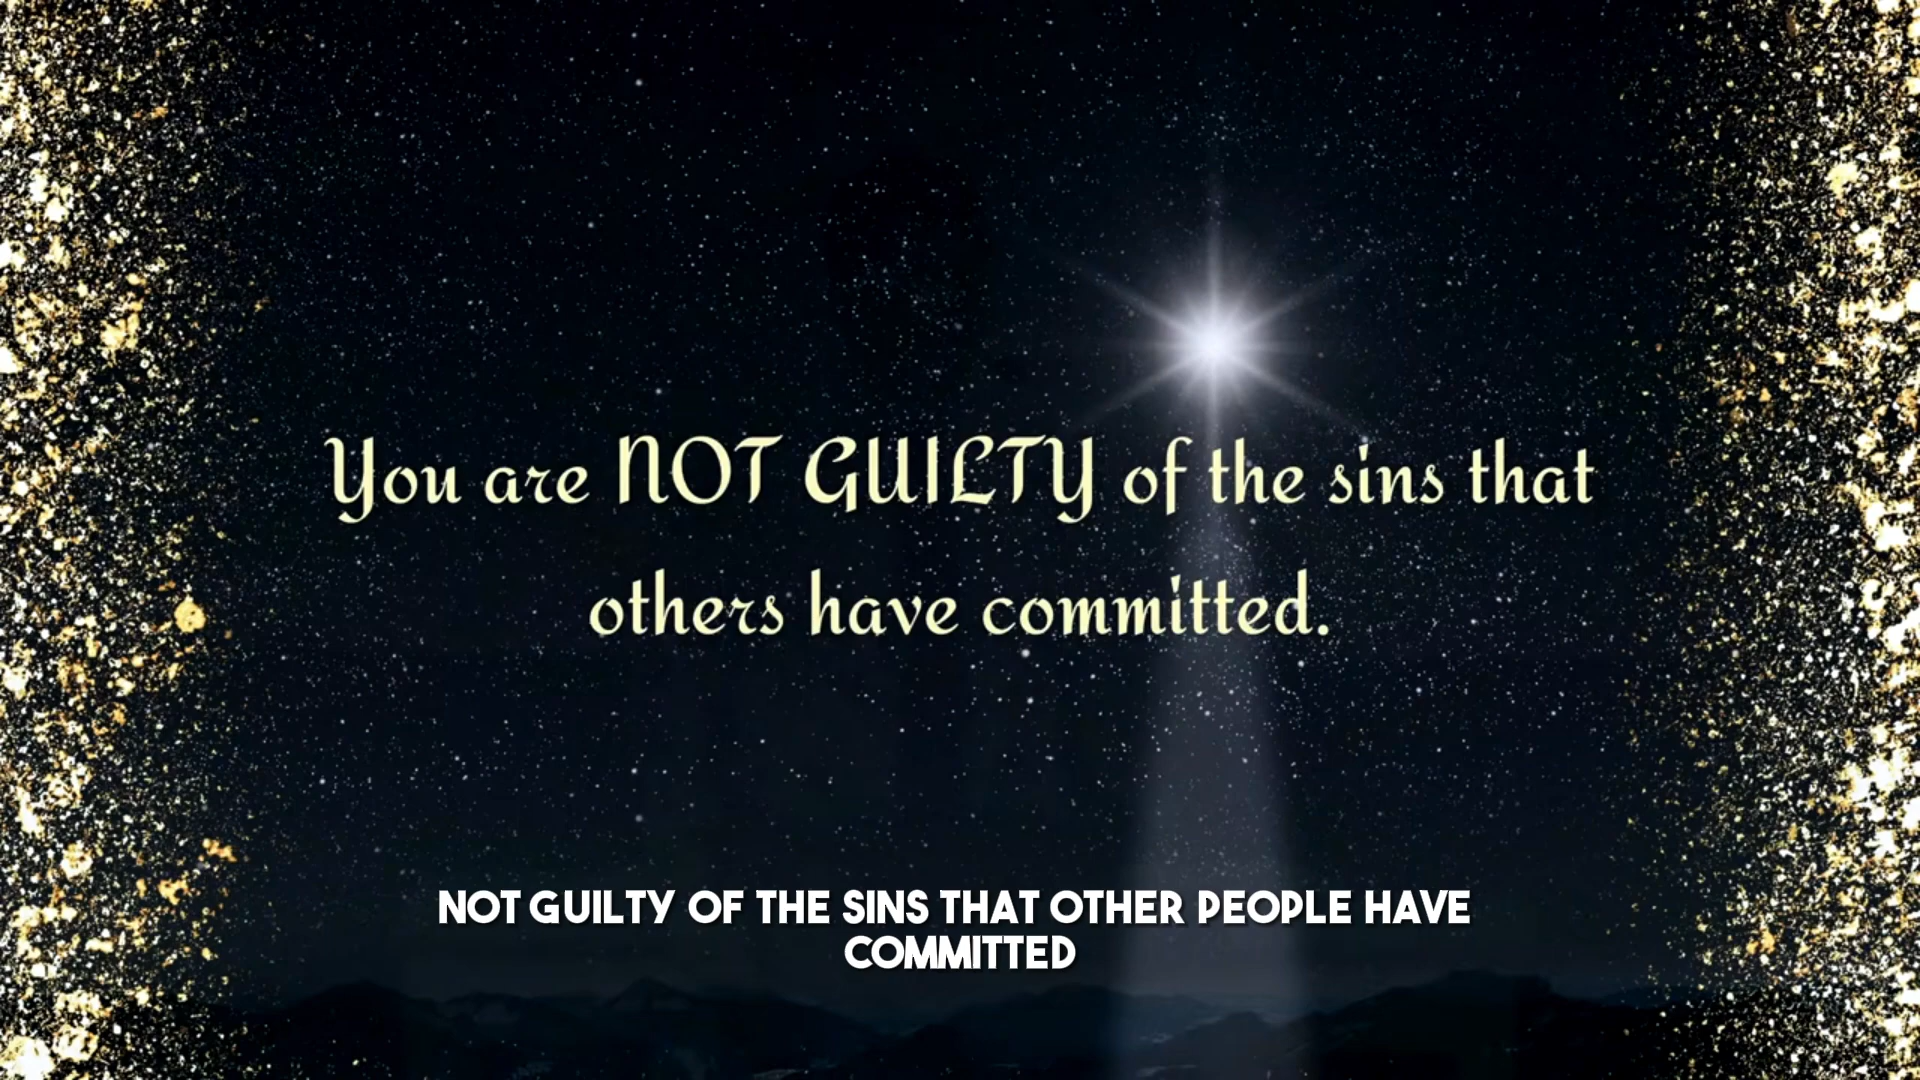 You are NOT GUILTY of the sins that
others have committed.
NOT GUILTY OF THE SINS THAT OTHER PEOPLE HAVE
COMMITTED